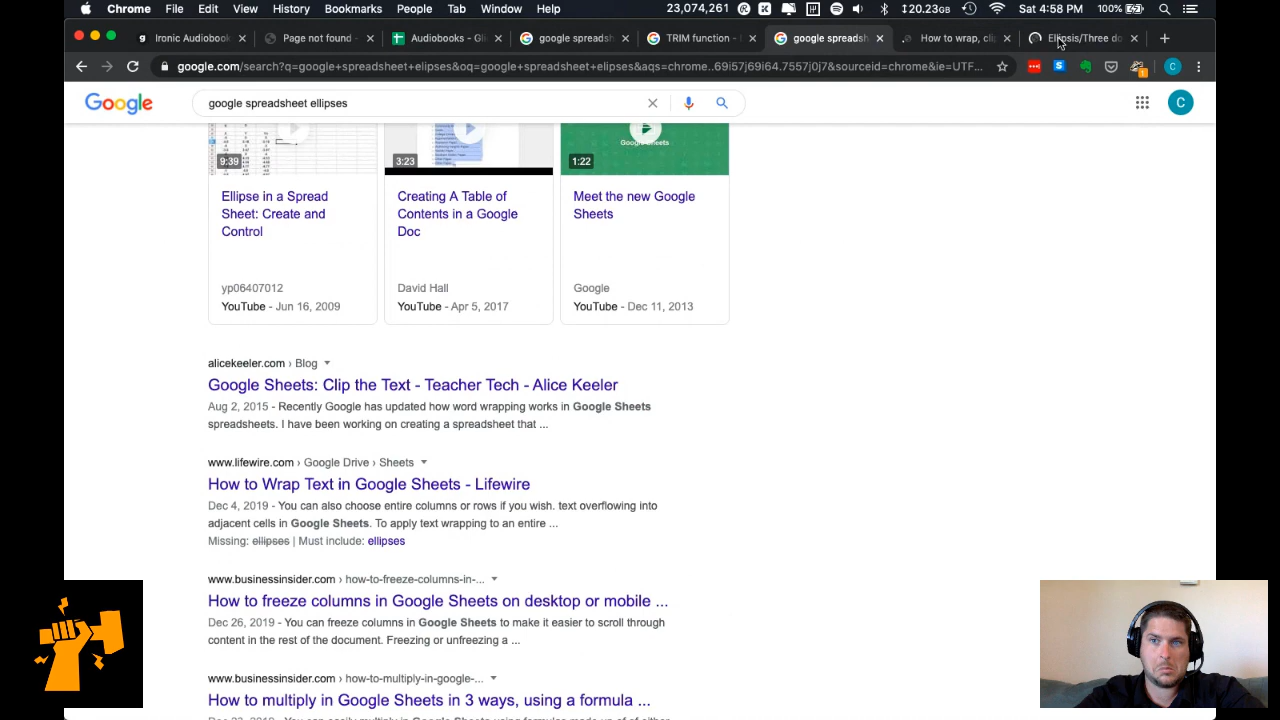 Chrome File Edit View History Bookmarks People Tab Window Help 23,074,261 20.23GB Sat 4:58 PM 100%
Ironic Audiobook Page not found - Audiobooks - Gl google spreadsh TRIM function - google spreadsh How to wrap, cli Ellipsis/Three do
google.com/search?q=google+spreadsheet+elipses&oq=google+spreadsheet+elipses&aqs=chrome..69i57j69i64.7557j0j7&sourceid=chrome&ie=UTF...
Google google spreadsheet ellipses C
Google Sheets
9:39 3:23 1:22
Ellipse in a Spread Creating A Table of Meet the new Google
Sheet: Create and Contents in a Google Sheets
Control Doc
yp06407012 David Hall Google
YouTube - Jun 16, 2009 YouTube - Apr 5, 2017 YouTube - Dec 11, 2013
alicekeeler.com › Blog
Google Sheets: Clip the Text - Teacher Tech - Alice Keeler
Aug 2, 2015 - Recently Google has updated how word wrapping works in Google Sheets
spreadsheets. I have been working on creating a spreadsheet that ...
www.lifewire.com › Google Drive › Sheets
How to Wrap Text in Google Sheets - Lifewire
Dec 4, 2019 - You can also choose entire columns or rows if you wish. text overflowing into
adjacent cells in Google Sheets. To apply text wrapping to an entire ...
Missing: ellipses | Must include: ellipses
www.businessinsider.com › how-to-freeze-columns-in-...
How to freeze columns in Google Sheets on desktop or mobile ...
Dec 26, 2019 - You can freeze columns in Google Sheets to make it easier to scroll through
content in the rest of the document. Freezing or unfreezing a ...
www.businessinsider.com › how-to-multiply-in-google-...
How to multiply in Google Sheets in 3 ways, using a formula ...